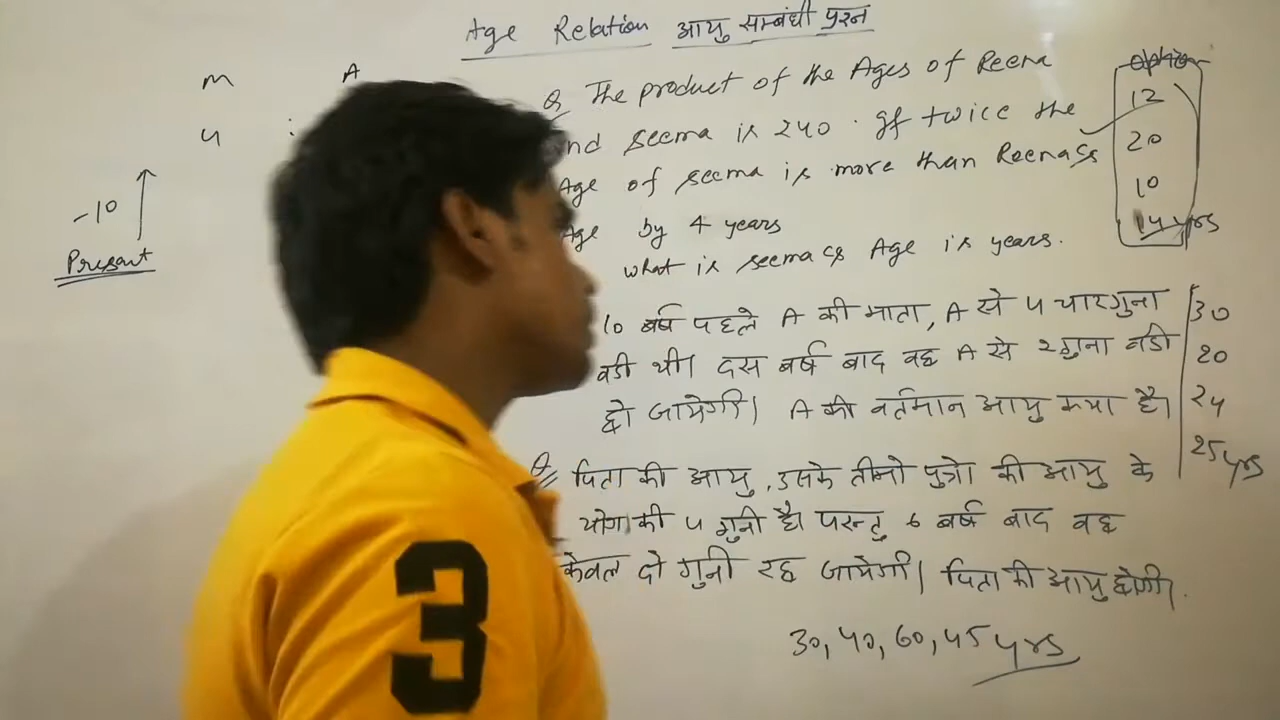 Age Relation आयु सम्बंधी प्रश्न
M A
4 :
-10
Present
Q The product of the Ages of Reena
nd seema is 240 . If twice the
Age of seema is more than Reena's
Age by 4 years
what is seema's Age in years.
option
12
20
10
14 yrs
10 वर्ष पहले A की माता, A से 4 चारगुना
बडी थी। दस वर्ष बाद वह A से 2गुना बडी
हो जायेगी। A की वर्तमान आयु क्या है।
30
20
24
25 yrs
Q पिता की आयु, उसके तीनो पुत्रो की आयु के
योग की 4 गुनी है। परन्तु 6 वर्ष बाद वह
केवल दो गुनी रह जायेगी। पिता की आयु होगी।
30, 40, 60, 45 yrs
3